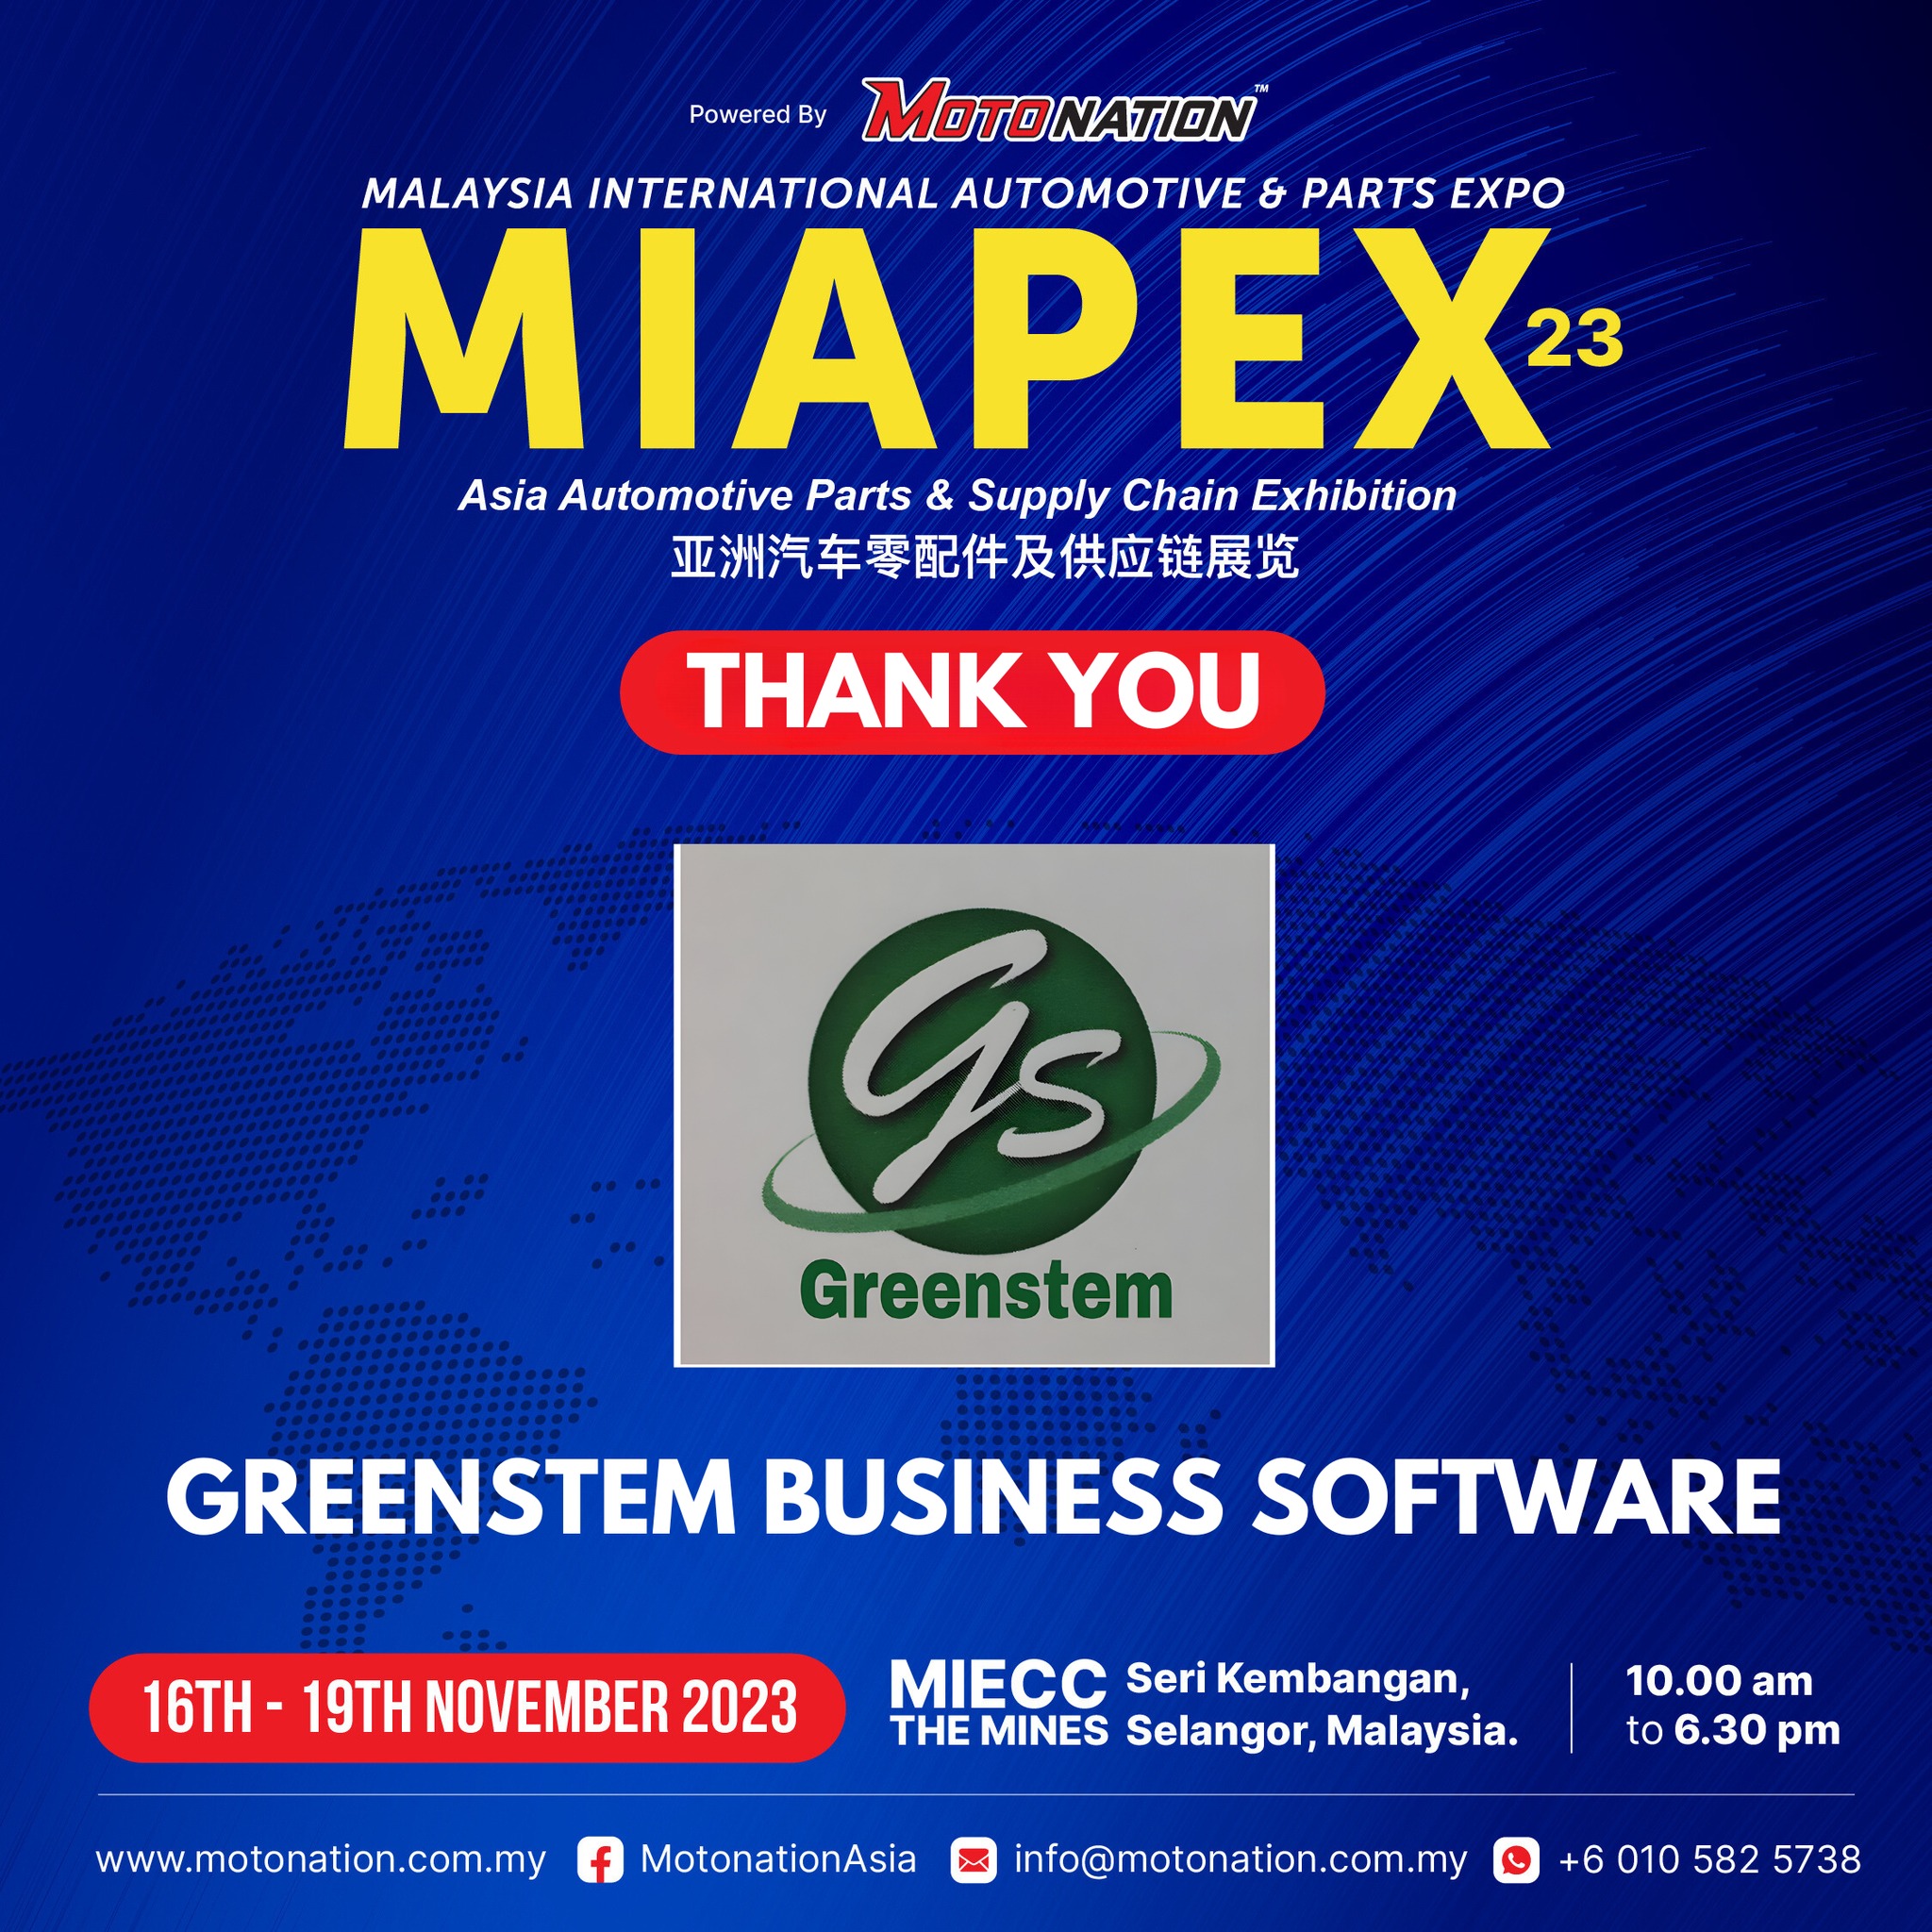 Powered By MOTONATION™
MALAYSIA INTERNATIONAL AUTOMOTIVE & PARTS EXPO
MIAPEX23
Asia Automotive Parts & Supply Chain Exhibition
亚洲汽车零配件及供应链展览
THANK YOU
gs
Greenstem
GREENSTEM BUSINESS SOFTWARE
16TH - 19TH NOVEMBER 2023
MIECC
THE MINES
Seri Kembangan,
Selangor, Malaysia.
10.00 am
to 6.30 pm
www.motonation.com.my MotonationAsia info@motonation.com.my +6 010 582 5738